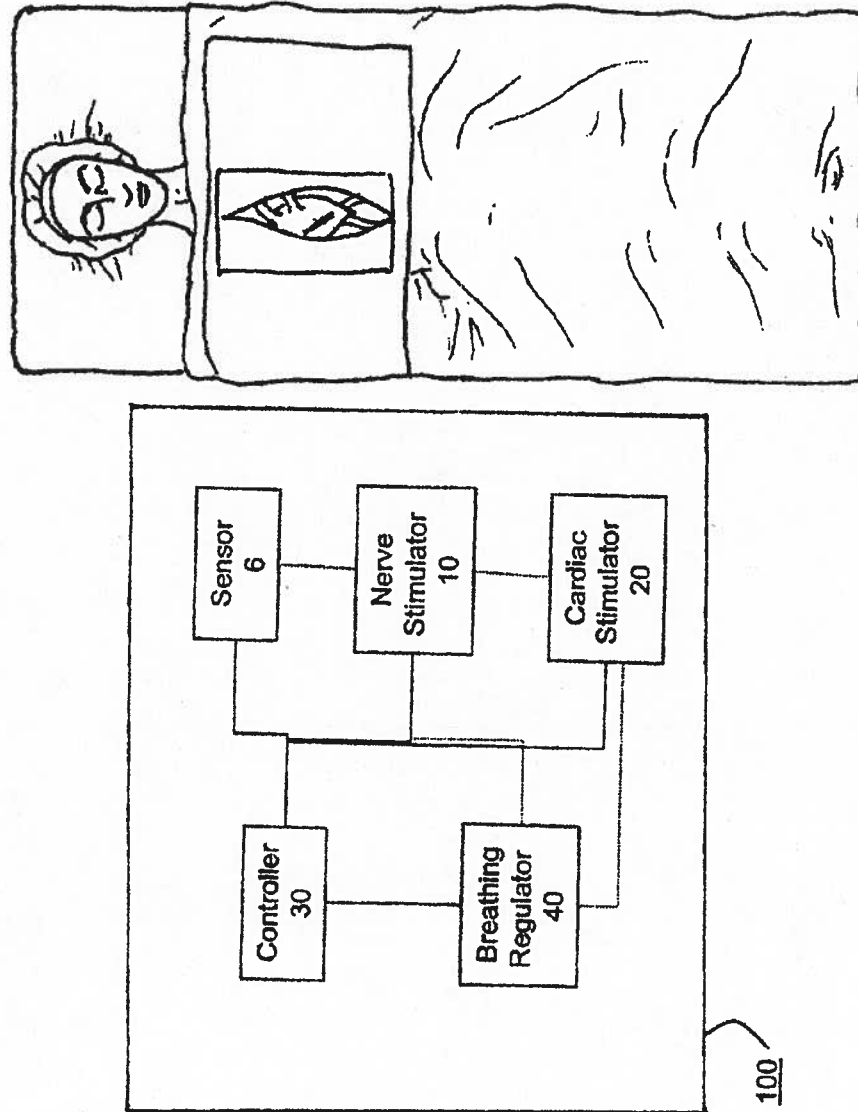 Sensor
6
Nerve
Stimulator
10
Cardiac
Stimulator
20
Controller
30
Breathing
Regulator
40
100